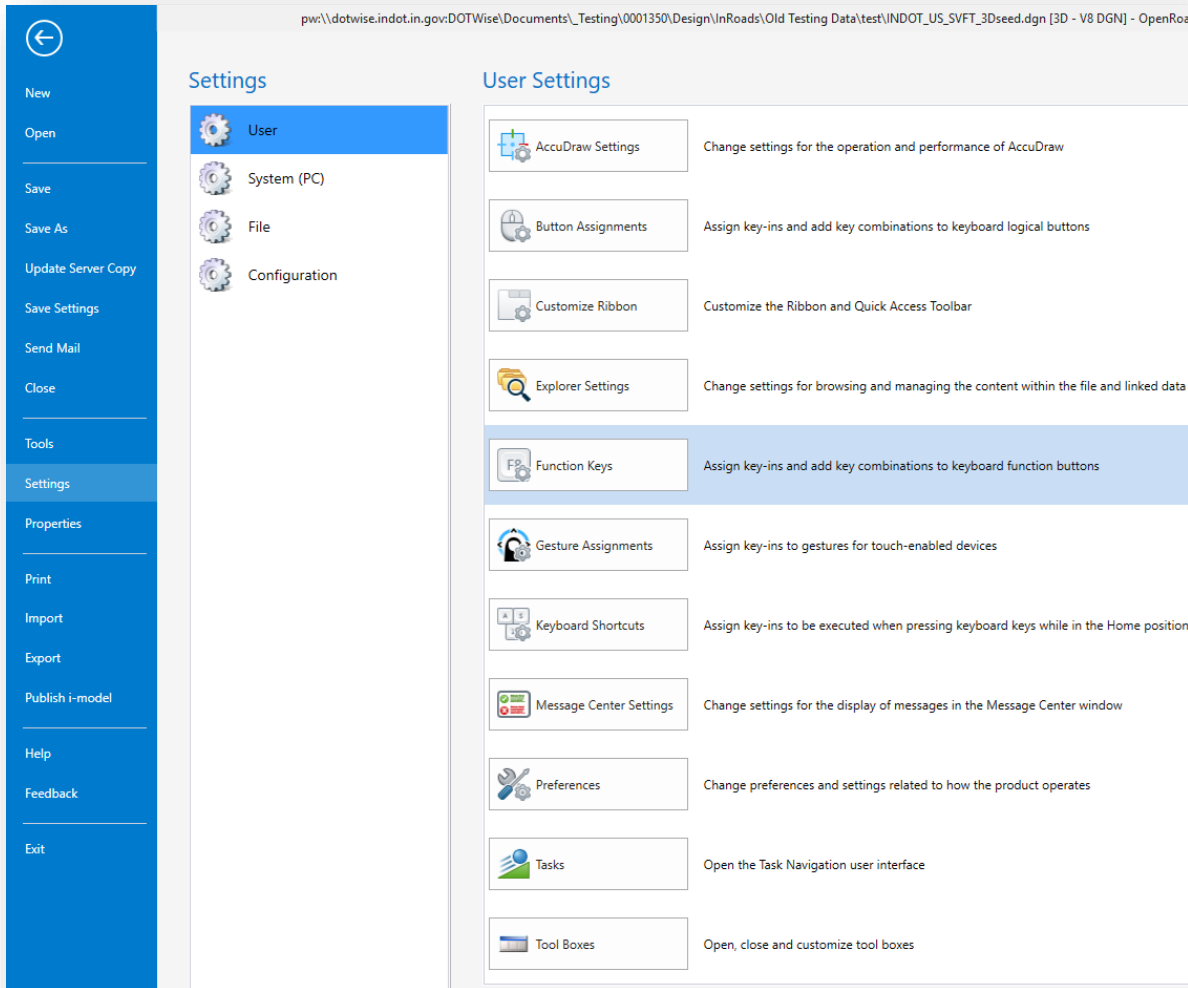 pw:\\dotwise.indot.in.gov:DOTWise\Documents\_Testing\0001350\Design\InRoads\Old Testing Data\test\INDOT_US_SVFT_3Dseed.dgn [3D - V8 DGN] - OpenRoa
New
Open
Save
Save As
Update Server Copy
Save Settings
Send Mail
Close
Tools
Settings
Properties
Print
Import
Export
Publish i-model
Help
Feedback
Exit
Settings
User
System (PC)
File
Configuration
User Settings
AccuDraw Settings Change settings for the operation and performance of AccuDraw
Button Assignments Assign key-ins and add key combinations to keyboard logical buttons
Customize Ribbon Customize the Ribbon and Quick Access Toolbar
Explorer Settings Change settings for browsing and managing the content within the file and linked data
F8 Function Keys Assign key-ins and add key combinations to keyboard function buttons
Gesture Assignments Assign key-ins to gestures for touch-enabled devices
A S Keyboard Shortcuts Assign key-ins to be executed when pressing keyboard keys while in the Home position
Message Center Settings Change settings for the display of messages in the Message Center window
Preferences Change preferences and settings related to how the product operates
Tasks Open the Task Navigation user interface
Tool Boxes Open, close and customize tool boxes